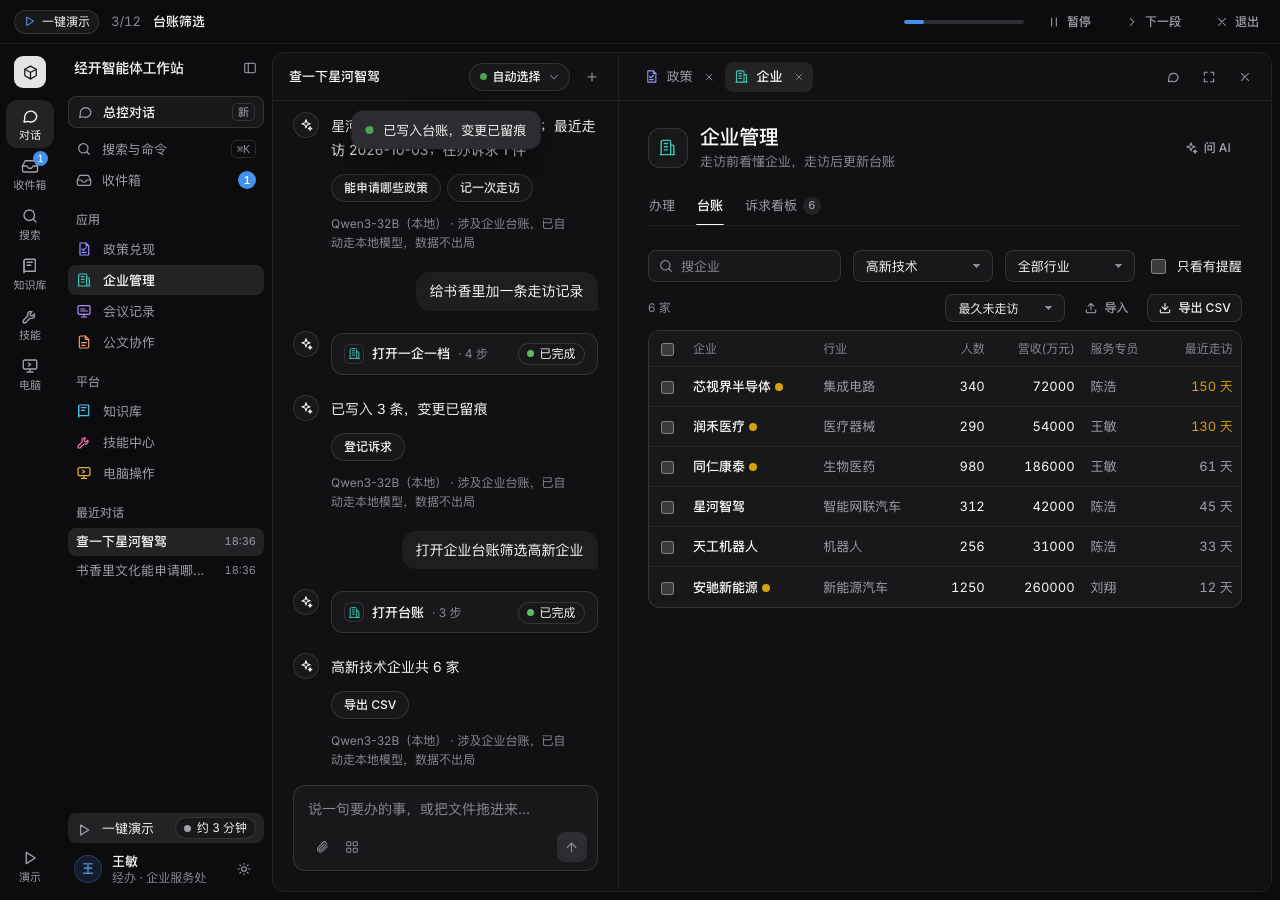 一键演示
3/12
台账筛选
暂停
下一段
退出
对话
1
收件箱
搜索
知识库
技能
电脑
演示
经开智能体工作站
总控对话
新
搜索与命令
⌘K
收件箱
1
应用
政策兑现
企业管理
会议记录
公文协作
平台
知识库
技能中心
电脑操作
最近对话
查一下星河智驾 18:36
书香里文化能申请哪... 18:36
一键演示
约 3 分钟
王
王敏
经办 · 企业服务处
查一下星河智驾
自动选择
已写入台账，变更已留痕
；最近走
访 2026-10-03，在办诉求 1 件
能申请哪些政策
记一次走访
Qwen3-32B（本地） · 涉及企业台账，已自
动走本地模型，数据不出局
给书香里加一条走访记录
打开一企一档 · 4 步
已完成
已写入 3 条，变更已留痕
登记诉求
Qwen3-32B（本地） · 涉及企业台账，已自
动走本地模型，数据不出局
打开企业台账筛选高新企业
打开台账 · 3 步
已完成
高新技术企业共 6 家
导出 CSV
Qwen3-32B（本地） · 涉及企业台账，已自
动走本地模型，数据不出局
说一句要办的事，或把文件拖进来...
政策
企业
企业管理
走访前看懂企业，走访后更新台账
问 AI
办理
台账
诉求看板 6
搜企业
高新技术
全部行业
只看有提醒
6 家
最久未走访
导入
导出 CSV
企业 行业 人数 营收(万元) 服务专员 最近走访
芯视界半导体 集成电路 340 72000 陈浩 150 天
润禾医疗 医疗器械 290 54000 王敏 130 天
同仁康泰 生物医药 980 186000 王敏 61 天
星河智驾 智能网联汽车 312 42000 陈浩 45 天
天工机器人 机器人 256 31000 陈浩 33 天
安驰新能源 新能源汽车 1250 260000 刘翔 12 天